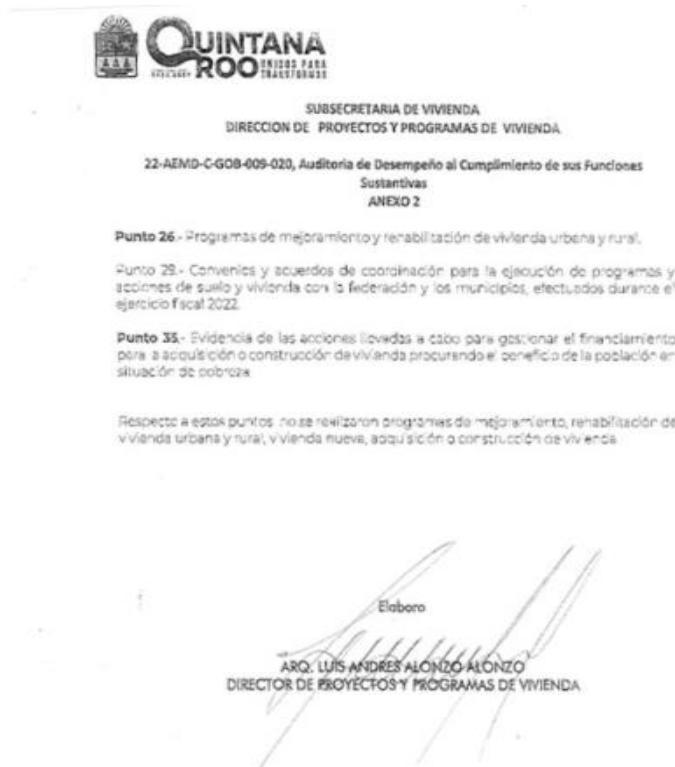 QUINTANA
ROO UNIDOS PARA
TRANSFORMAR
SUBSECRETARIA DE VIVIENDA
DIRECCION DE PROYECTOS Y PROGRAMAS DE VIVIENDA
22-AEMD-C-GOB-009-020, Auditoria de Desempeño al Cumplimiento de sus Funciones
Sustantivas
ANEXO 2
Punto 26.- Programas de mejoramiento y rehabilitación de vivienda urbana y rural.
Punto 29.- Convenios y acuerdos de coordinación para la ejecución de programas y
acciones de suelo y vivienda con la federación y los municipios, efectuados durante el
ejercicio fiscal 2022.
Punto 35.- Evidencia de las acciones llevadas a cabo para gestionar el financiamiento
para la adquisición o construcción de vivienda procurando el beneficio de la población en
situación de pobreza
Respecto a estos puntos no se realizaron programas de mejoramiento, rehabilitación de
vivienda urbana y rural, vivienda nueva, adquisición o construcción de vivienda
Elaboro
ARQ. LUIS ANDRES ALONZO ALONZO
DIRECTOR DE PROYECTOS Y PROGRAMAS DE VIVIENDA